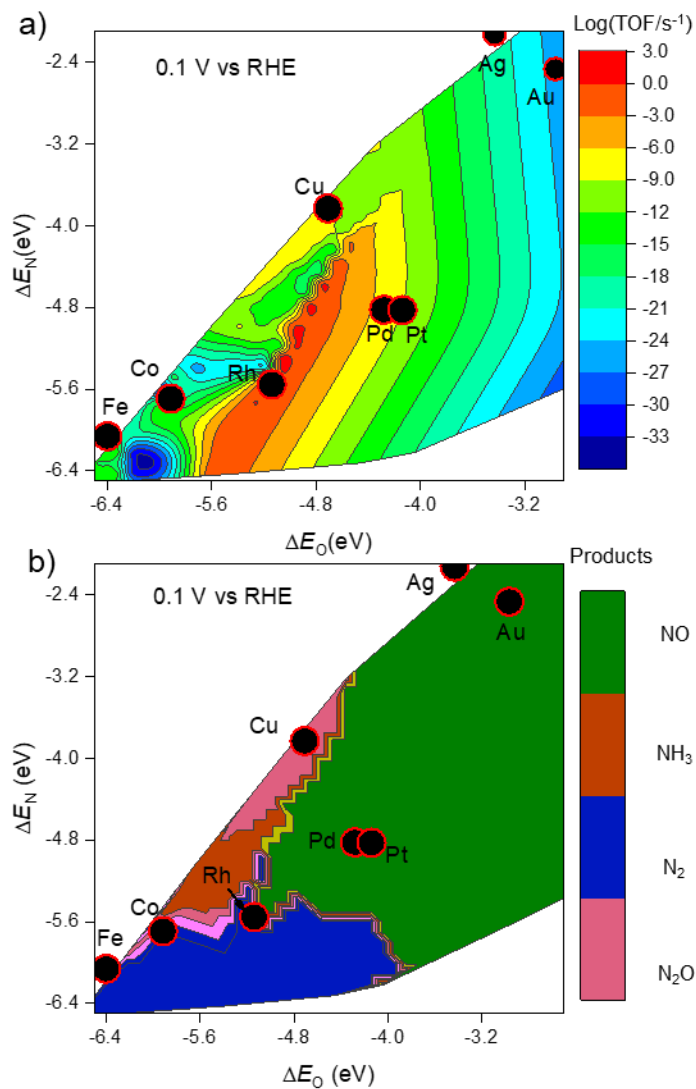 a)
Log(TOF/s-1)
0.1 V vs RHE
-2.4
-3.2
-4.0
-4.8
-5.6
-6.4
ΔEN(eV)
Ag
Au
Cu
Pd Pt
Rh
Co
Fe
3.0
0.0
-3.0
-6.0
-9.0
-12
-15
-18
-21
-24
-27
-30
-33
-6.4 -5.6 -4.8 -4.0 -3.2
ΔEO(eV)
b)
Products
0.1 V vs RHE
-2.4
-3.2
-4.0
-4.8
-5.6
-6.4
ΔEN (eV)
Ag
Au
Cu
Pd Pt
Rh
Co
Fe
NO
NH3
N2
N2O
-6.4 -5.6 -4.8 -4.0 -3.2
ΔEO (eV)